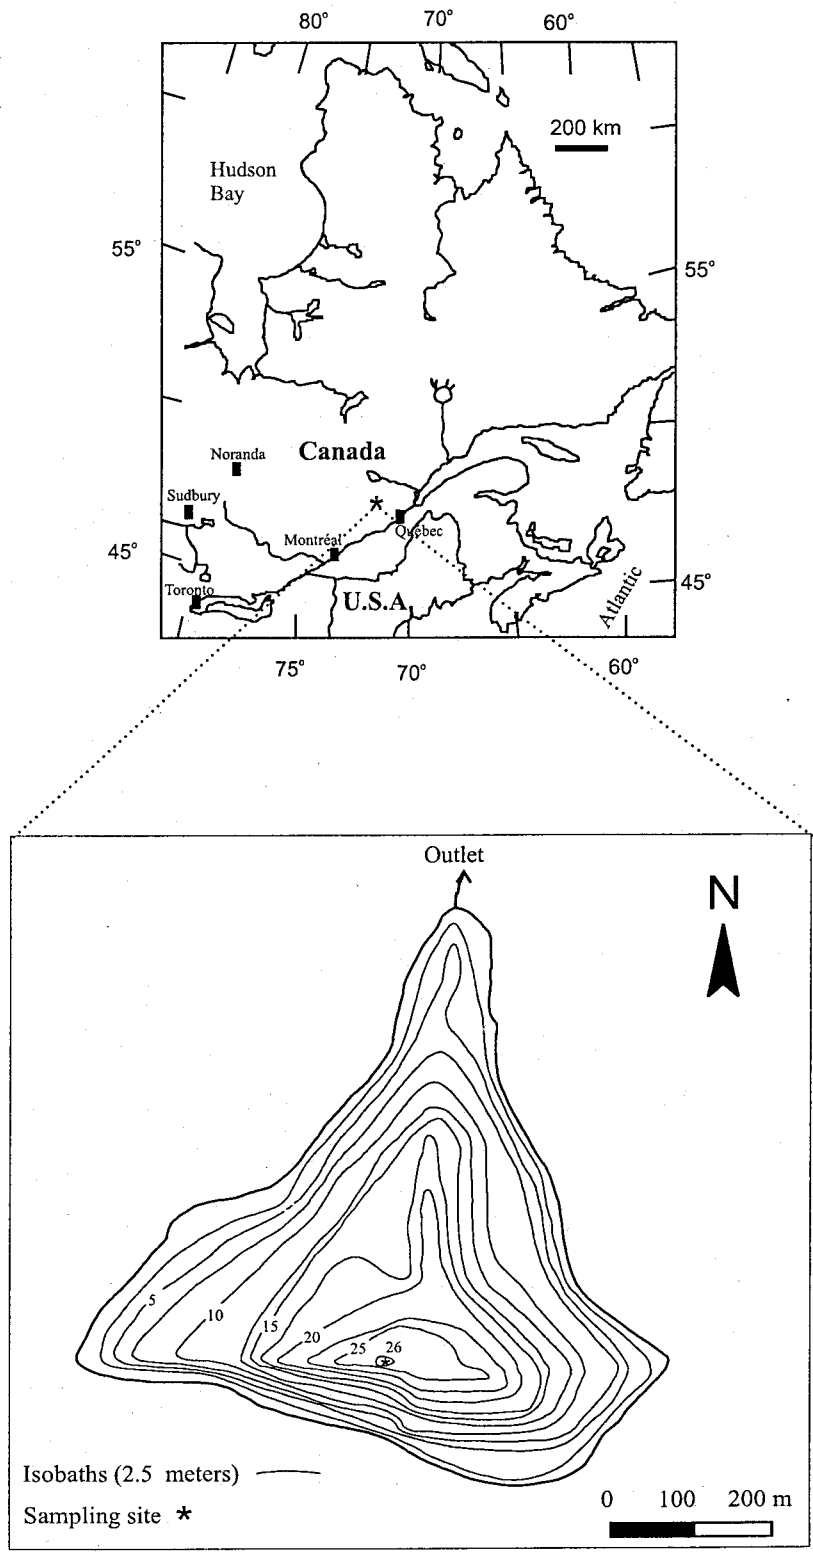 80° 70° 60°
200 km
Hudson
Bay
55°
55°
Canada
Noranda
Sudbury
Québec
Montréal
45°
Toronto
U.S.A
45°
Atlantic
75° 70° 60°
Outlet
N
5
10
15
20
25 26
Isobaths (2.5 meters)
Sampling site *
0 100 200 m